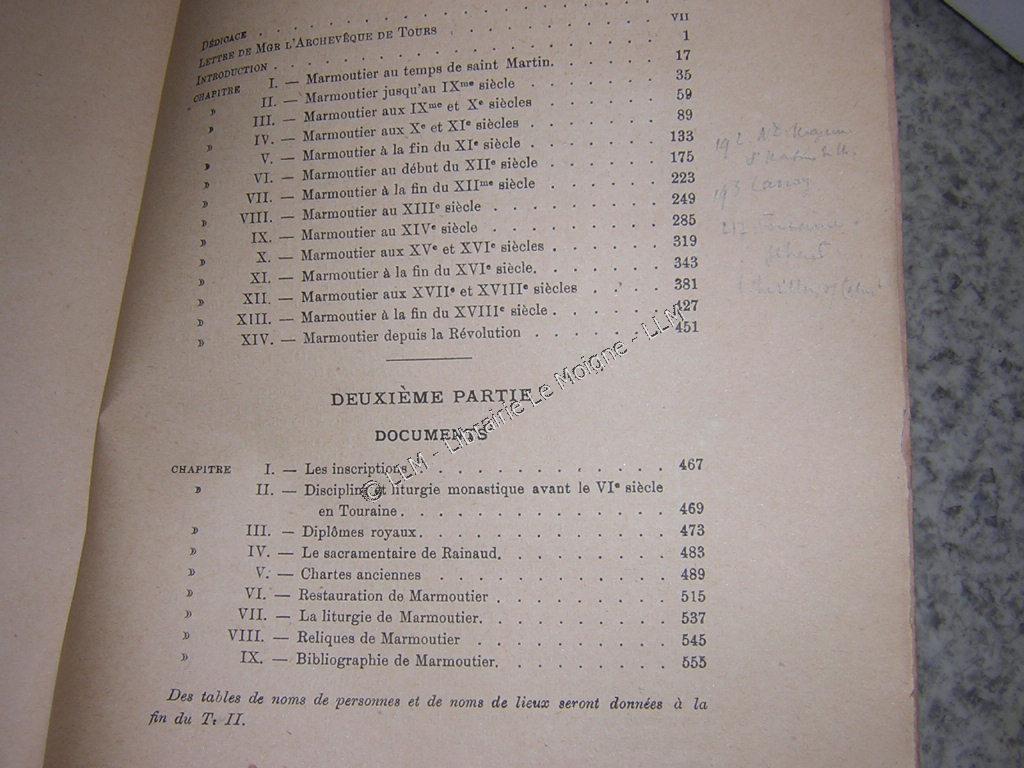 DÉDICACE . . . . . . . . . .
LETTRE DE MGR L'ARCHEVÊQUE DE TOURS . . . . . . VII
INTRODUCTION . . . . . . . . . . 1
CHAPITRE I. — Marmoutier au temps de saint Martin. . . . . . 17
» II. — Marmoutier jusqu'au IXme siècle . . . . . . 35
» III. — Marmoutier aux IXme et Xe siècles . . . . . . 59
» IV. — Marmoutier aux Xe et XIe siècles . . . . . . 89
» V. — Marmoutier à la fin du XIe siècle . . . . . . 133
» VI. — Marmoutier au début du XIIe siècle . . . . . . 175
» VII. — Marmoutier à la fin du XIIme siècle . . . . . . 223
» VIII. — Marmoutier au XIIIe siècle . . . . . . . 249
» IX. — Marmoutier au XIVe siècle . . . . . . . 285
» X. — Marmoutier aux XVe et XVIe siècles . . . . . 319
» XI. — Marmoutier à la fin du XVIe siècle. . . . . . 343
» XII. — Marmoutier aux XVIIe et XVIIIe siècles . . . . 381
» XIII. — Marmoutier à la fin du XVIIIe siècle . . . . . 427
» XIV. — Marmoutier depuis la Révolution . . . . . . 451
DEUXIÈME PARTIE
DOCUMENTS
CHAPITRE I. — Les inscriptions . . . . . . . . . . 467
» II. — Discipline et liturgie monastique avant le VIe siècle
en Touraine. . . . . . . . . . . 469
» III. — Diplômes royaux. . . . . . . . . . 473
» IV. — Le sacramentaire de Rainaud. . . . . . . . 483
» V. — Chartes anciennes . . . . . . . . . 489
» VI. — Restauration de Marmoutier . . . . . . . . 515
» VII. — La liturgie de Marmoutier. . . . . . . . 537
» VIII. — Reliques de Marmoutier . . . . . . . . 545
» IX. — Bibliographie de Marmoutier. . . . . . . . 555
Des tables de noms de personnes et de noms de lieux seront données à la
fin du T. II.
© LLM - Librairie Le Moigne - LLM